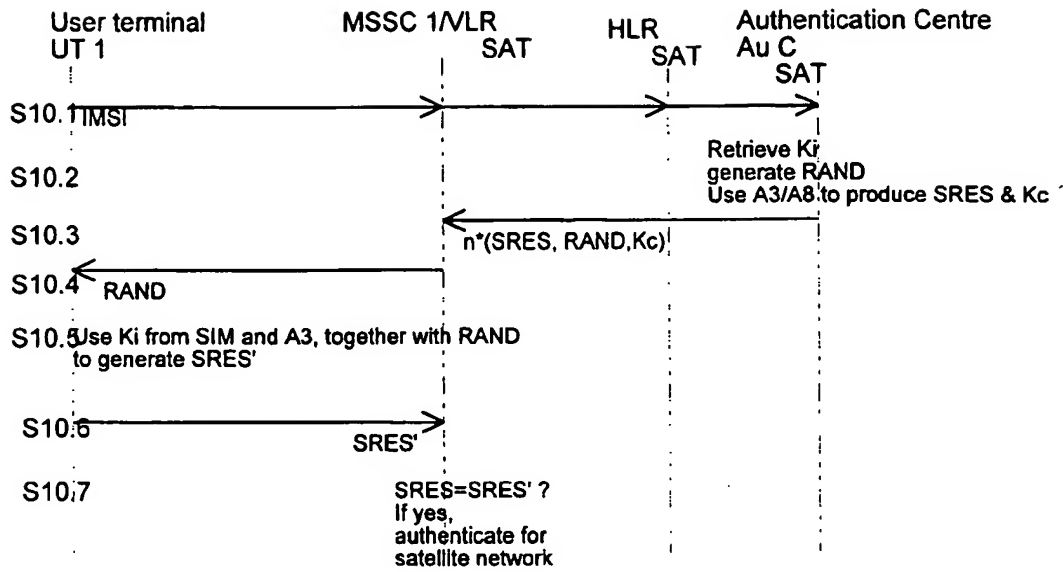 User terminal
UT 1
MSSC 1/VLR
SAT
HLR
SAT
Authentication Centre
Au C
SAT
S10.1
IMSI
S10.2
Retrieve Ki
generate RAND
Use A3/A8 to produce SRES & Kc
S10.3
n*(SRES, RAND,Kc)
S10.4
RAND
S10.5
Use Ki from SIM and A3, together with RAND
to generate SRES'
S10.6
SRES'
S10.7
SRES=SRES' ?
If yes,
authenticate for
satellite network